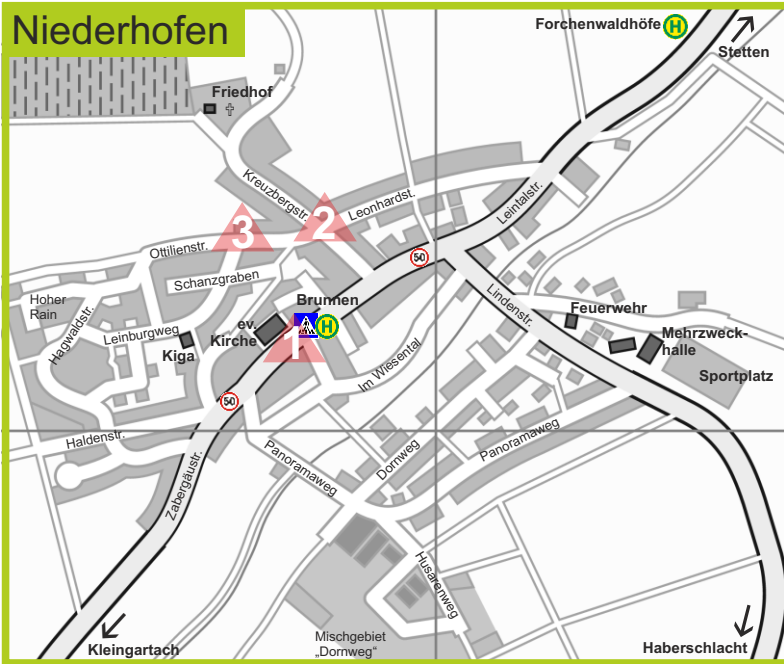 Niederhofen
Forchenwaldhöfe H
Stetten
Friedhof
Kreuzbergstr.
Leonhardst.
Leintalstr.
3
2
Ottilienstr.
50
Schanzgraben
Hoher
Rain
Hagwaldstr.
Leinburgweg
Kiga
ev.
Kirche
Brunnen
H
1
Lindenstr.
Feuerwehr
Mehrzweck-
halle
Sportplatz
Im Wiesental
50
Haldenstr.
Zabergäustr.
Panoramaweg
Dornweg
Panoramaweg
Husarenweg
Mischgebiet
„Dornweg“
Kleingartach
Haberschlacht